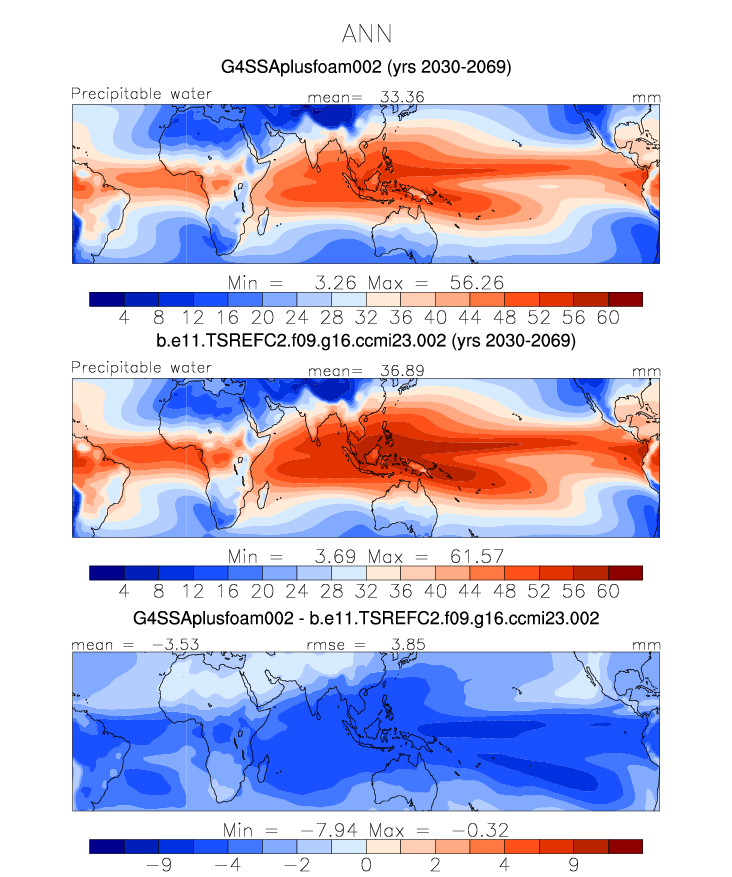 ANN
G4SSAplusfoam002 (yrs 2030-2069)
Precipitable water mean= 33.36 mm
Min = 3.26 Max = 56.26
4 8 12 16 20 24 28 32 36 40 44 48 52 56 60
b.e11.TSREFC2.f09.g16.ccmi23.002 (yrs 2030-2069)
Precipitable water mean= 36.89 mm
Min = 3.69 Max = 61.57
4 8 12 16 20 24 28 32 36 40 44 48 52 56 60
G4SSAplusfoam002 - b.e11.TSREFC2.f09.g16.ccmi23.002
mean = −3.53 rmse = 3.85 mm
Min = −7.94 Max = −0.32
−9 −4 −2 0 2 4 9